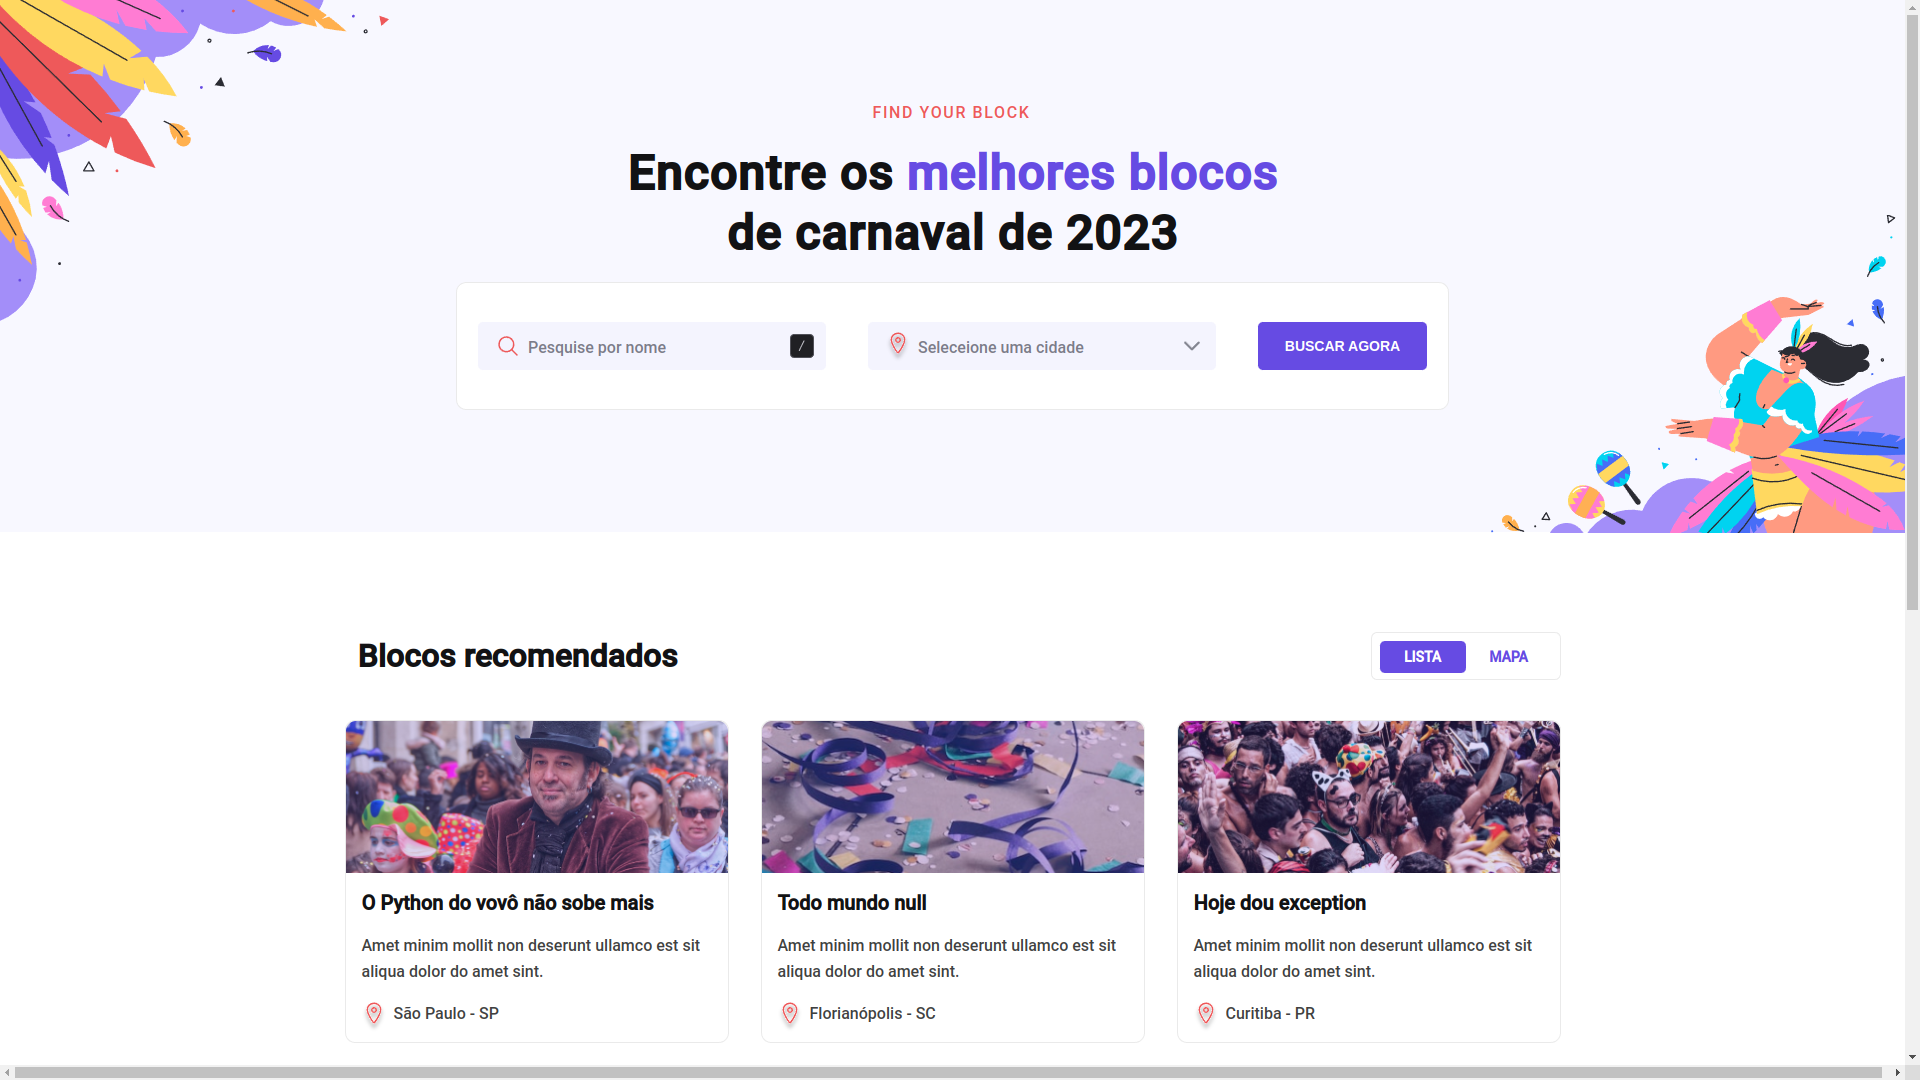 FIND YOUR BLOCK
Encontre os melhores blocos
de carnaval de 2023
Pesquise por nome
/
Seleceione uma cidade
BUSCAR AGORA
Blocos recomendados
LISTA
MAPA
O Python do vovô não sobe mais
Amet minim mollit non deserunt ullamco est sit
aliqua dolor do amet sint.
São Paulo - SP
Todo mundo null
Amet minim mollit non deserunt ullamco est sit
aliqua dolor do amet sint.
Florianópolis - SC
Hoje dou exception
Amet minim mollit non deserunt ullamco est sit
aliqua dolor do amet sint.
Curitiba - PR